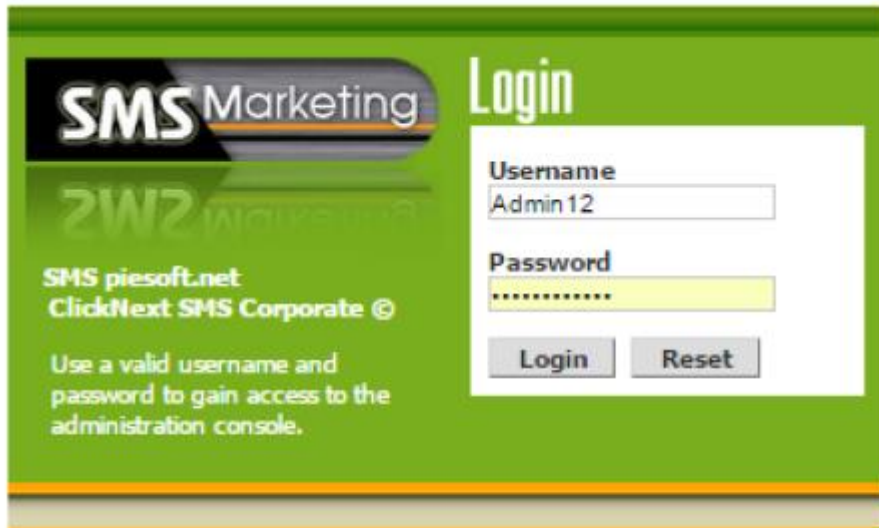 SMS Marketing
SMS piesoft.net
ClickNext SMS Corporate ©
Use a valid username and
password to gain access to the
administration console.
Login
Username
Admin12
Password
••••••••••••
Login
Reset